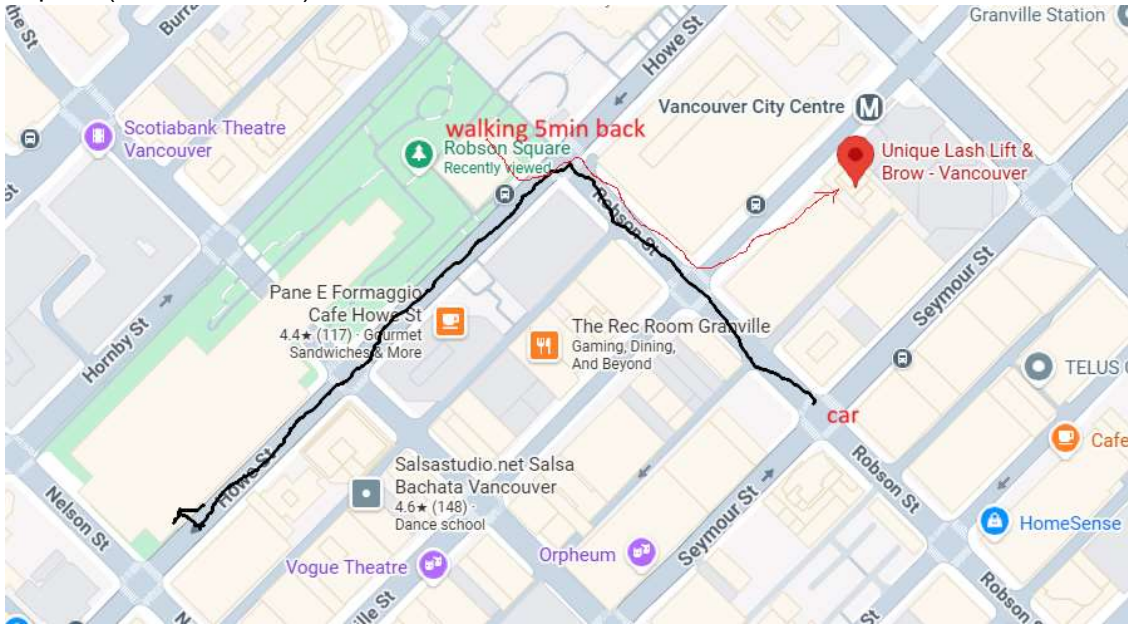 Burra
Howe St
Granville Station
Vancouver City Centre
M
Scotiabank Theatre
Vancouver
walking 5min back
Robson Square
Recently viewed
Unique Lash Lift &
Brow - Vancouver
Robson St
Seymour St
Pane E Formaggio
Cafe Howe St
4.4★ (117) · Gourmet
Sandwiches & More
The Rec Room Granville
Gaming, Dining,
And Beyond
Hornby St
TELUS
car
Cafe
Howe St
Salsastudio.net Salsa
Bachata Vancouver
4.6★ (148) ·
Dance school
Nelson St
Robson St
Seymour St
HomeSense
Orpheum
Vogue Theatre
Robson
ille St